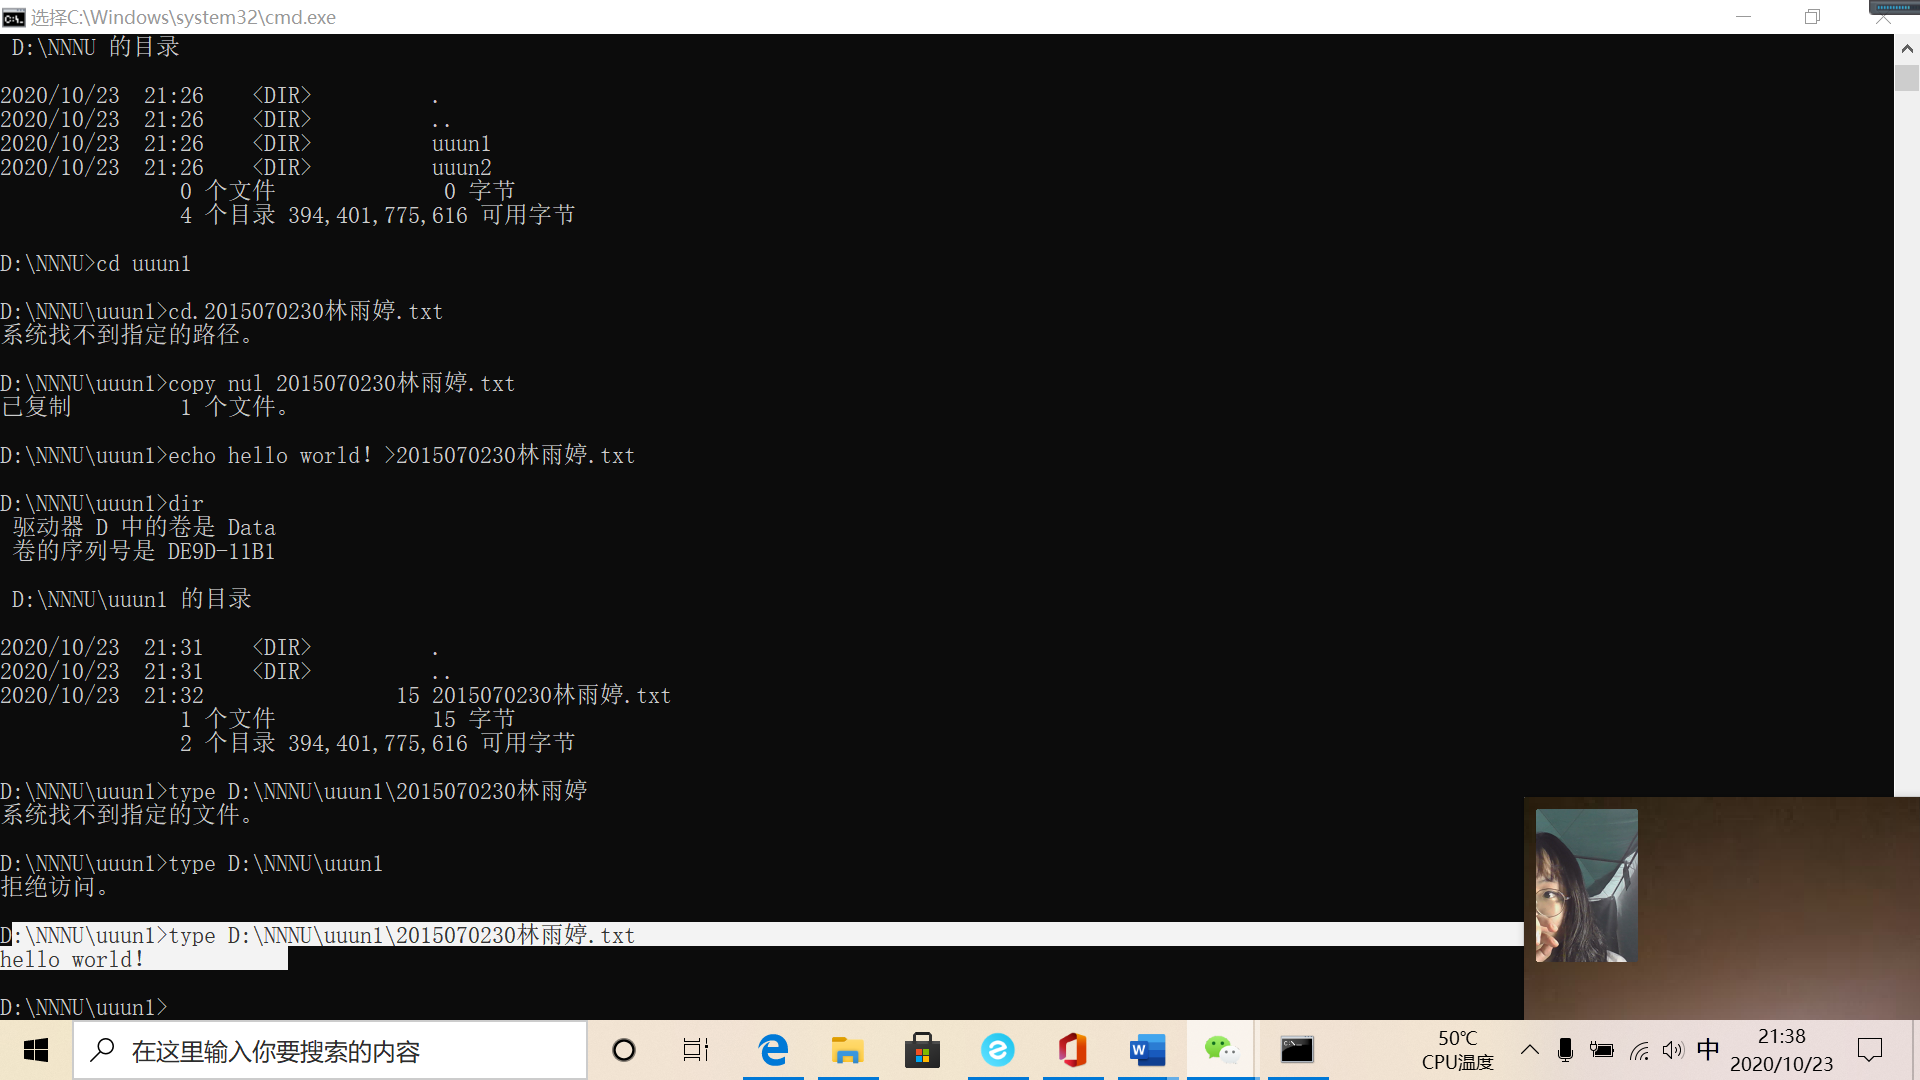 选择C:\Windows\system32\cmd.exe
D:\NNNU 的目录
2020/10/23 21:26 <DIR> .
2020/10/23 21:26 <DIR> ..
2020/10/23 21:26 <DIR> uuun1
2020/10/23 21:26 <DIR> uuun2
0 个文件 0 字节
4 个目录 394,401,775,616 可用字节
D:\NNNU>cd uuun1
D:\NNNU\uuun1>cd.2015070230林雨婷.txt
系统找不到指定的路径。
D:\NNNU\uuun1>copy nul 2015070230林雨婷.txt
已复制 1 个文件。
D:\NNNU\uuun1>echo hello world！>2015070230林雨婷.txt
D:\NNNU\uuun1>dir
驱动器 D 中的卷是 Data
卷的序列号是 DE9D-11B1
D:\NNNU\uuun1 的目录
2020/10/23 21:31 <DIR> .
2020/10/23 21:31 <DIR> ..
2020/10/23 21:32 15 2015070230林雨婷.txt
1 个文件 15 字节
2 个目录 394,401,775,616 可用字节
D:\NNNU\uuun1>type D:\NNNU\uuun1\2015070230林雨婷
系统找不到指定的文件。
D:\NNNU\uuun1>type D:\NNNU\uuun1
拒绝访问。
D:\NNNU\uuun1>type D:\NNNU\uuun1\2015070230林雨婷.txt
hello world！
D:\NNNU\uuun1>
在这里输入你要搜索的内容
50℃
CPU温度
中
21:38
2020/10/23